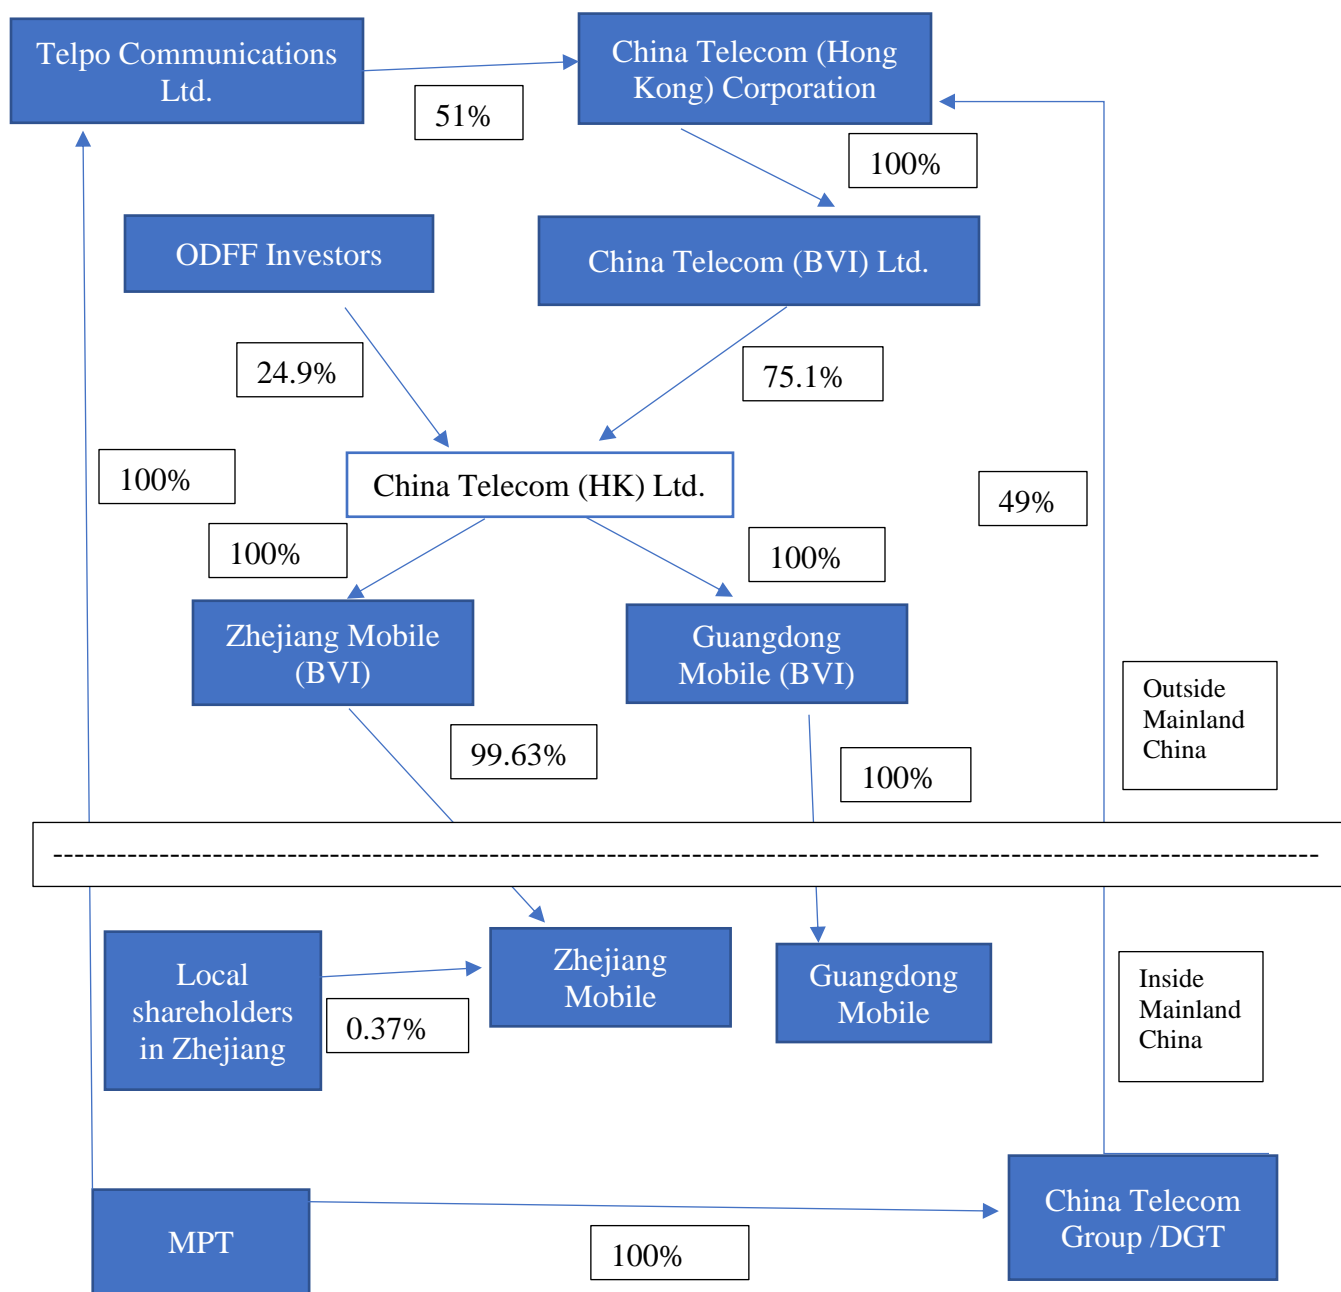 Telpo Communications
Ltd.
China Telecom (Hong
Kong) Corporation
51%
100%
ODFF Investors
China Telecom (BVI) Ltd.
24.9%
75.1%
100%
China Telecom (HK) Ltd.
49%
100%
100%
Zhejiang Mobile
(BVI)
Guangdong
Mobile (BVI)
Outside
Mainland
China
99.63%
100%
------------------------------------------------------------------------------------------
Local
shareholders
in Zhejiang
0.37%
Zhejiang
Mobile
Guangdong
Mobile
Inside
Mainland
China
MPT
100%
China Telecom
Group /DGT